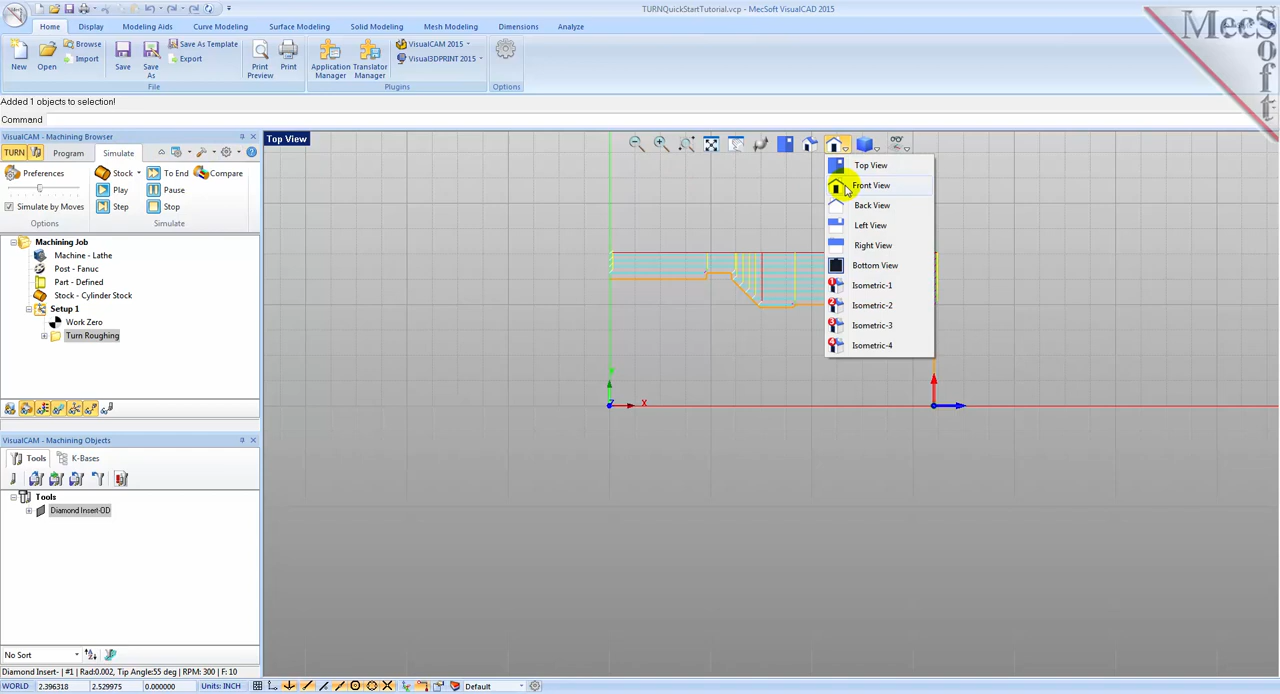 TURNQuickStartTutorial.vcp - MecSoft VisualCAD 2015
Home Display Modeling Aids Curve Modeling Surface Modeling Solid Modeling Mesh Modeling Dimensions Analyze
Browse Save As Template VisualCAM 2015
Import Export Visual3DPRINT 2015
New Open Save Save As Print Preview Print Application Manager Translator Manager
File Plugins Options
Added 1 objects to selection!
Command
VisualCAM - Machining Browser
Top View
TURN Program Simulate
Preferences Stock To End Compare
Play Pause
Simulate by Moves Step Stop
Options Simulate
Machining Job
Machine - Lathe
Post - Fanuc
Part - Defined
Stock - Cylinder Stock
Setup 1
Work Zero
Turn Roughing
Top View
Front View
Back View
Left View
Right View
Bottom View
Isometric-1
Isometric-2
Isometric-3
Isometric-4
X
VisualCAM - Machining Objects
Tools K-Bases
Tools
Diamond Insert-OD
No Sort
Diamond Insert- | #1 | Rad:0.002, Tip Angle:55 deg | RPM: 300 | F: 10
WORLD 2.396318 2.529975 0.000000 Units: INCH Default
MecSoft